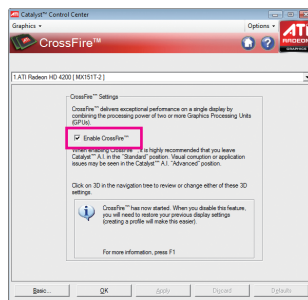 Catalyst™ Control Center
Graphics
Options
ATI
RADEON
GRAPHICS
CrossFire™
1.ATI Radeon HD 4200 [ MX151T-2 ]
CrossFire™ Settings
CrossFire™ delivers exceptional performance on a single display by
combining the processing power of two or more Graphics Processing Units
(GPUs).
Enable CrossFire™
When enabling CrossFire™, it is highly recommended that you leave
Catalyst™ A.I. in the "Standard" position. Visual corruption or application
issues may be seen in the Catalyst™ A.I. "Advanced" position.
Click on 3D in the navigation tree to review or change either of these 3D
settings.
CrossFire™ has now started. When you disable this feature,
you will need to restore your previous display settings
(creating a profile will make this easier).
For more information, press F1
Basic...
OK
Apply
Discard
Defaults